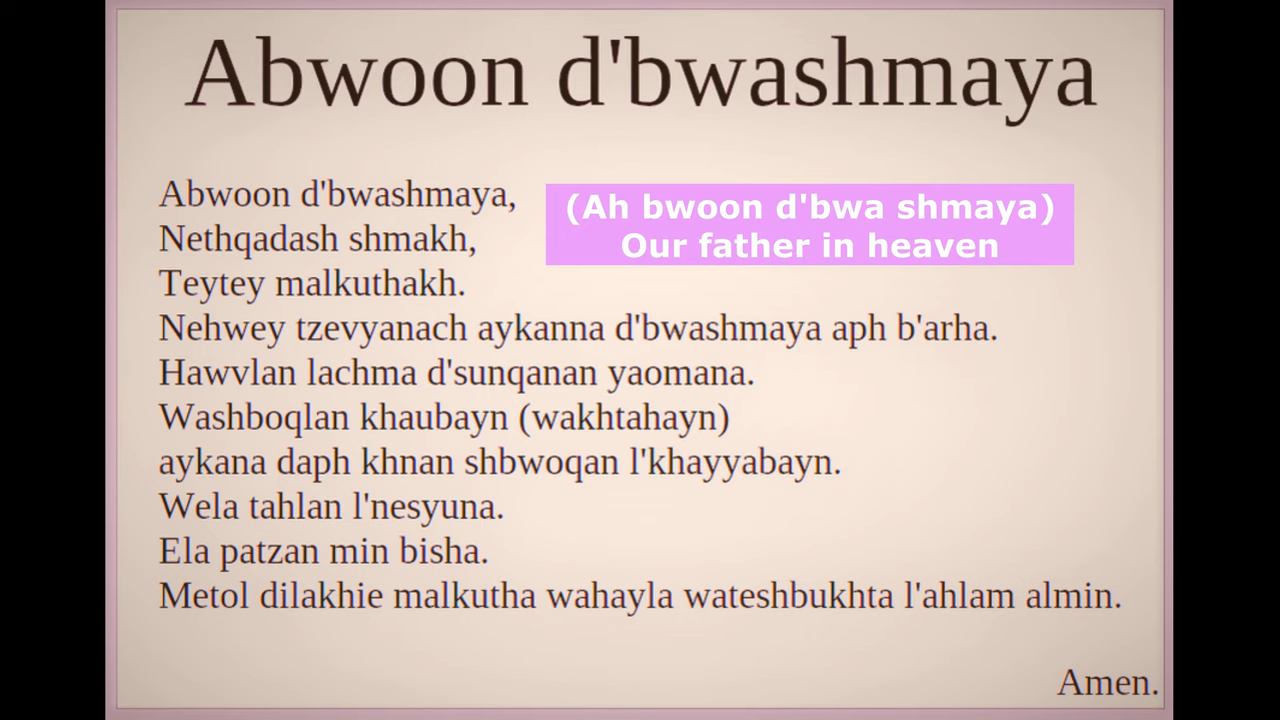 Abwoon d'bwashmaya
Abwoon d'bwashmaya,
(Ah bwoon d'bwa shmaya)
Our father in heaven
Nethqadash shmakh,
Teytey malkuthakh.
Nehwey tzevyanach aykanna d'bwashmaya aph b'arha.
Hawvlan lachma d'sunqanan yaomana.
Washboqlan khaubayn (wakhtahayn)
aykana daph khnan shbwoqan l'khayyabayn.
Wela tahlan l'nesyuna.
Ela patzan min bisha.
Metol dilakhie malkutha wahayla wateshbukhta l'ahlam almin.
Amen.